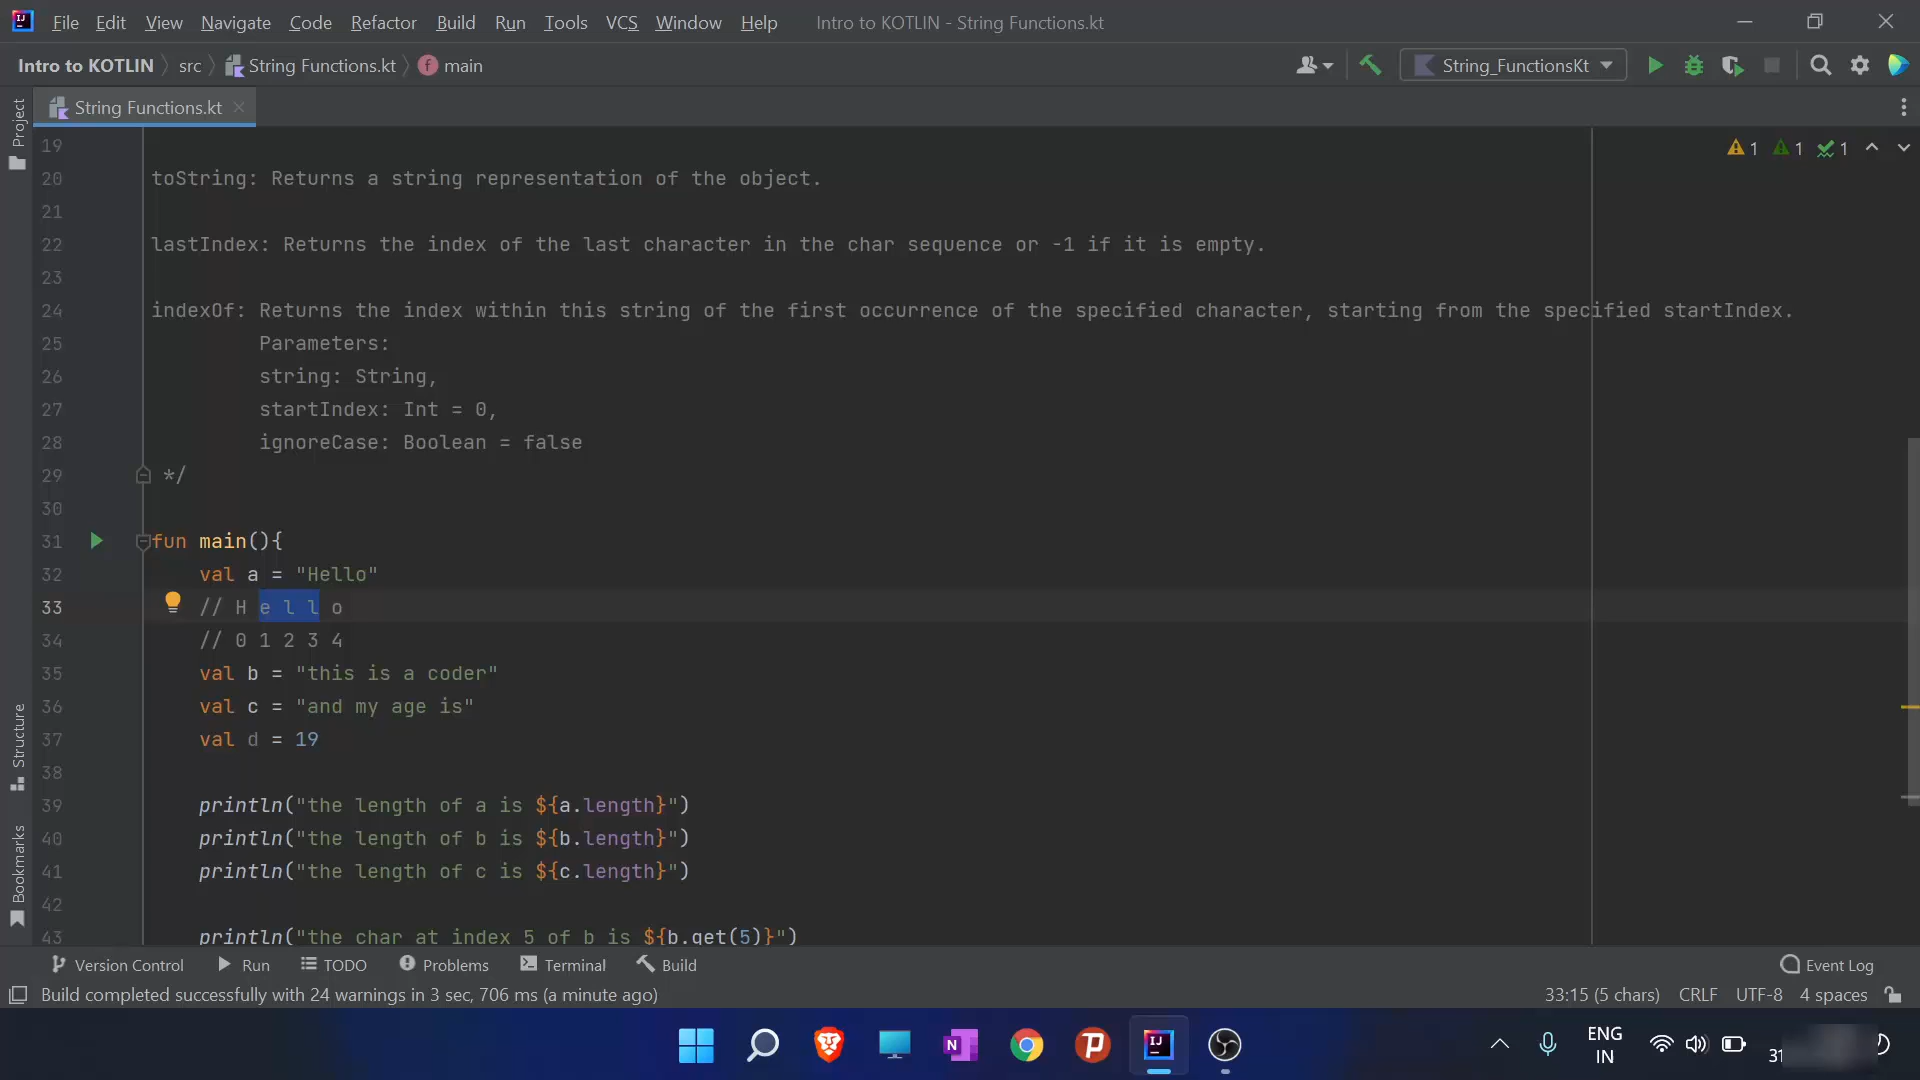 File Edit View Navigate Code Refactor Build Run Tools VCS Window Help Intro to KOTLIN - String Functions.kt
Intro to KOTLIN src String Functions.kt main String_FunctionsKt
Project String Functions.kt
1 1 1
19
20 toString: Returns a string representation of the object.
21
22 lastIndex: Returns the index of the last character in the char sequence or -1 if it is empty.
23
24 indexOf: Returns the index within this string of the first occurrence of the specified character, starting from the specified startIndex.
25 Parameters:
26 string: String,
27 startIndex: Int = 0,
28 ignoreCase: Boolean = false
29 */
30
31 fun main(){
32 val a = "Hello"
33 // H e l l o
34 // 0 1 2 3 4
35 val b = "this is a coder"
36 val c = "and my age is"
37 val d = 19
38
39 println("the length of a is ${a.length}")
40 println("the length of b is ${b.length}")
41 println("the length of c is ${c.length}")
42
43 println("the char at index 5 of b is ${b.get(5)}")
Structure
Bookmarks
Version Control Run TODO Problems Terminal Build Event Log
Build completed successfully with 24 warnings in 3 sec, 706 ms (a minute ago) 33:15 (5 chars) CRLF UTF-8 4 spaces
ENG
IN
31